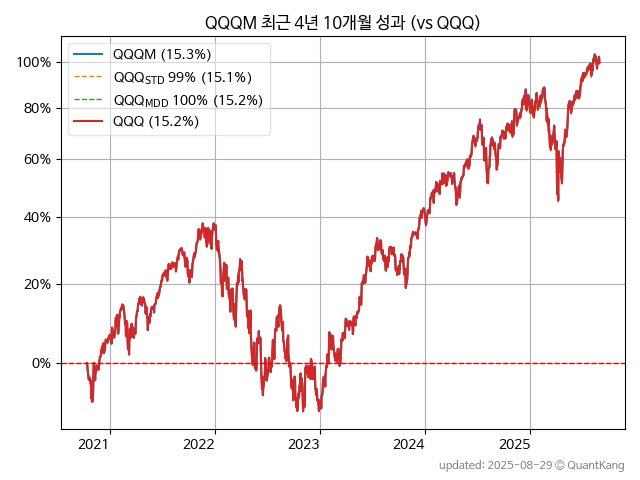 QQQM 최근 4년 10개월 성과 (vs QQQ)
QQQM (15.3%)
QQQSTD 99% (15.1%)
QQQMDD 100% (15.2%)
QQQ (15.2%)
100%
80%
60%
40%
20%
0%
2021 2022 2023 2024 2025
updated: 2025-08-29 © QuantKang